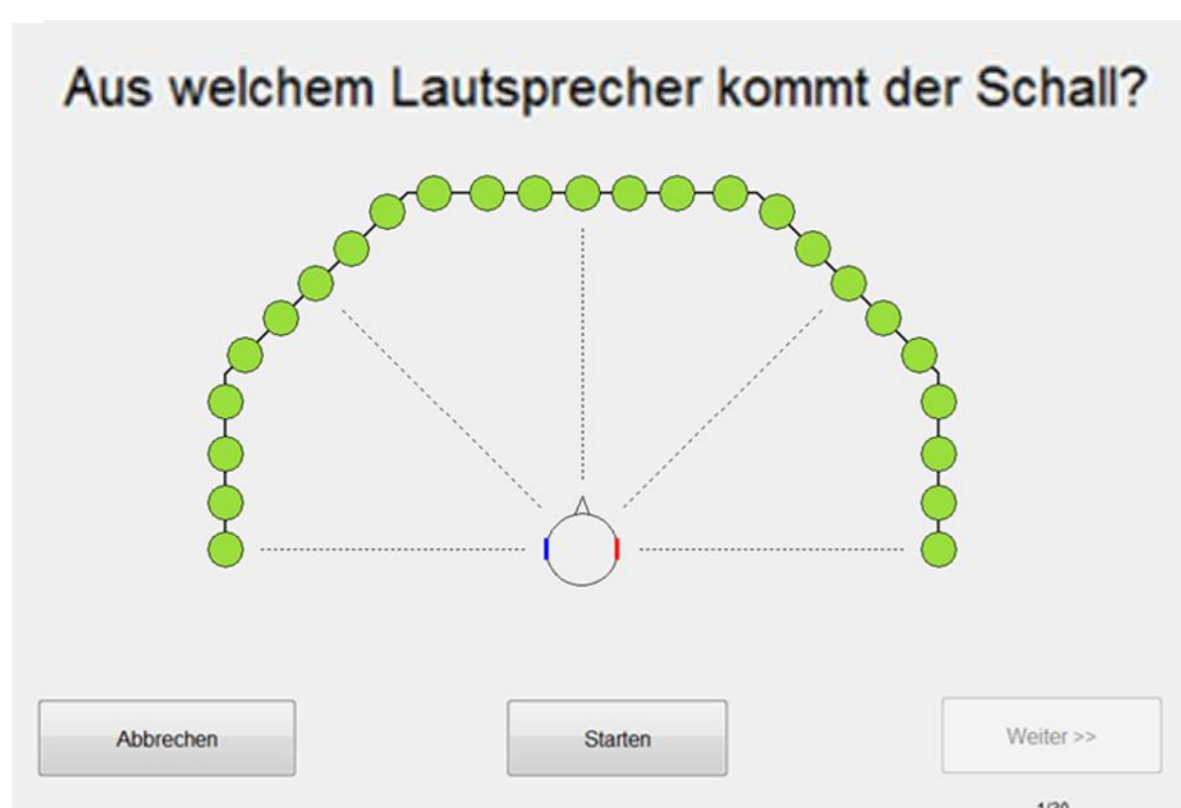 Aus welchem Lautsprecher kommt der Schall?
Abbrechen
Starten
Weiter >>